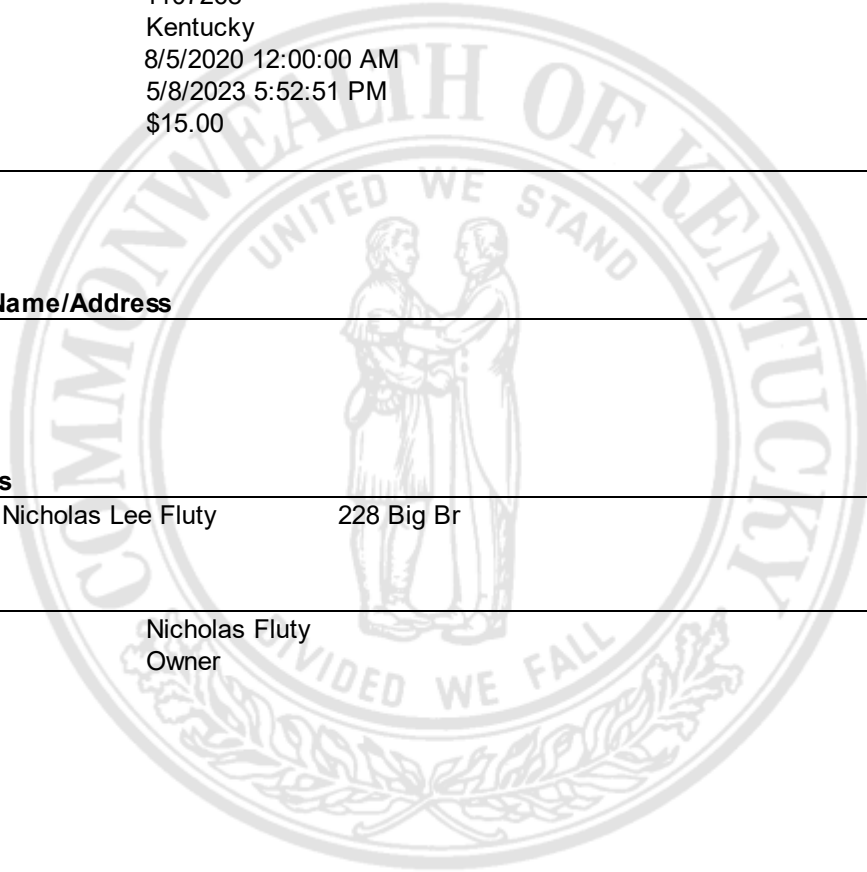 Kentucky
8/5/2020 12:00:00 AM
5/8/2023 5:52:51 PM
$15.00
COMMONWEALTH OF KENTUCKY
UNITED WE STAND
Name/Address
s
Nicholas Lee Fluty 228 Big Br
Nicholas Fluty
Owner
DIVIDED WE FALL